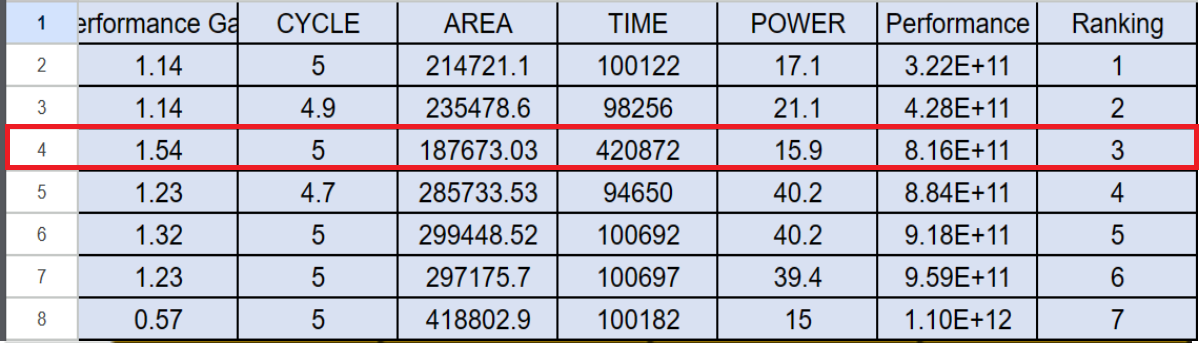 1 erformance Ga CYCLE AREA TIME POWER Performance Ranking
2 1.14 5 214721.1 100122 17.1 3.22E+11 1
3 1.14 4.9 235478.6 98256 21.1 4.28E+11 2
4 1.54 5 187673.03 420872 15.9 8.16E+11 3
5 1.23 4.7 285733.53 94650 40.2 8.84E+11 4
6 1.32 5 299448.52 100692 40.2 9.18E+11 5
7 1.23 5 297175.7 100697 39.4 9.59E+11 6
8 0.57 5 418802.9 100182 15 1.10E+12 7